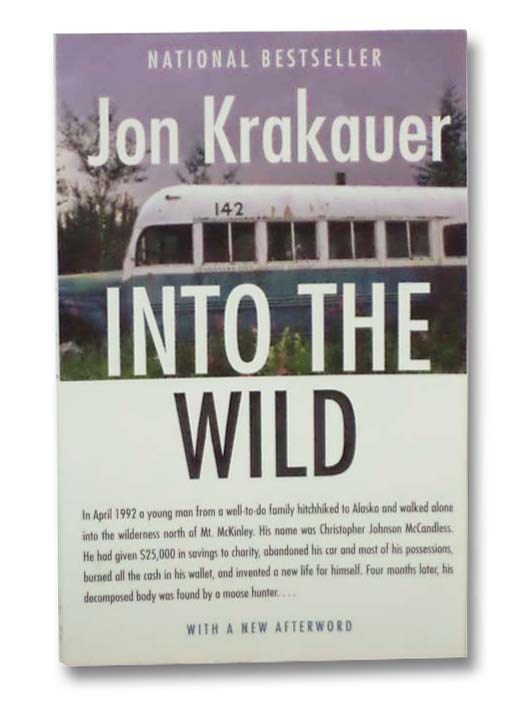 NATIONAL BESTSELLER
Jon Krakauer
142
INTO THE
WILD
In April 1992 a young man from a well-to-do family hitchhiked to Alaska and walked alone
into the wilderness north of Mt. McKinley. His name was Christopher Johnson McCandless.
He had given $25,000 in savings to charity, abandoned his car and most of his possessions,
burned all the cash in his wallet, and invented a new life for himself. Four months later, his
decomposed body was found by a moose hunter. . . .
WITH A NEW AFTERWORD